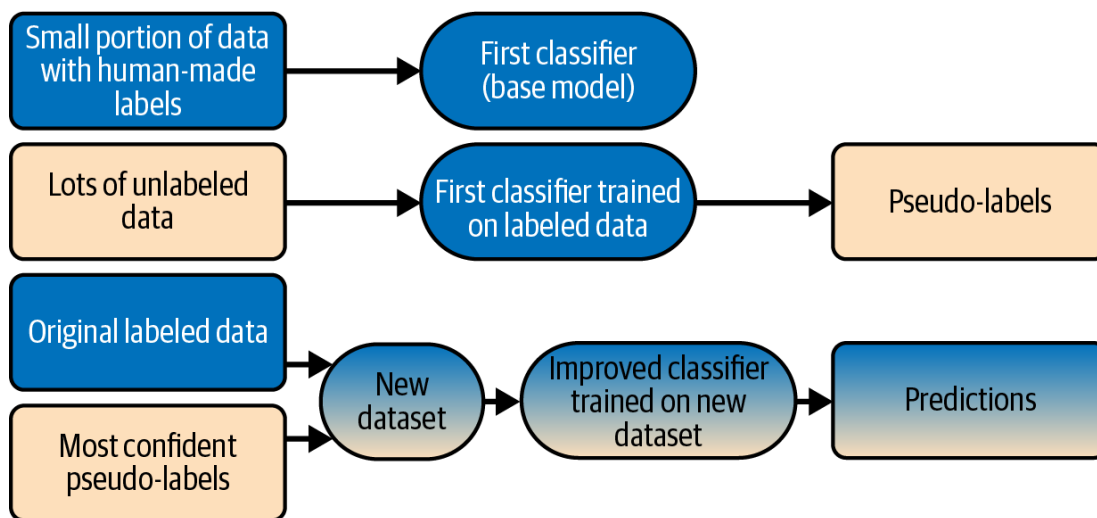 Small portion of data
with human-made
labels
First classifier
(base model)
Lots of unlabeled
data
First classifier trained
on labeled data
Pseudo-labels
Original labeled data
Most confident
pseudo-labels
New
dataset
Improved classifier
trained on new
dataset
Predictions